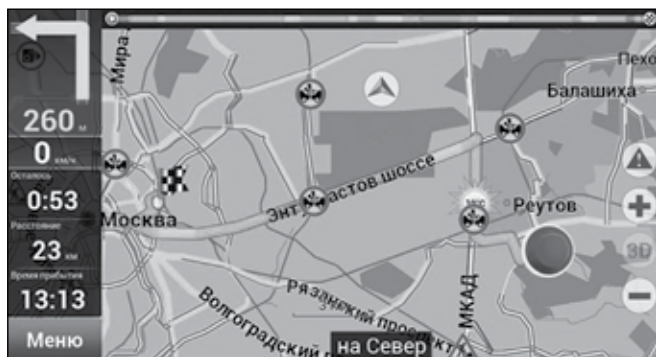 260 м
0 км/ч
Осталось
0:53
Расстояние
23 км
Время прибытия
13:13
Меню
Мира
Пехо
Балашиха
Энт астов шоссе
Реутов
Москва
3D
МКАД
Рязанский проспект
Волгоградский п
на Север